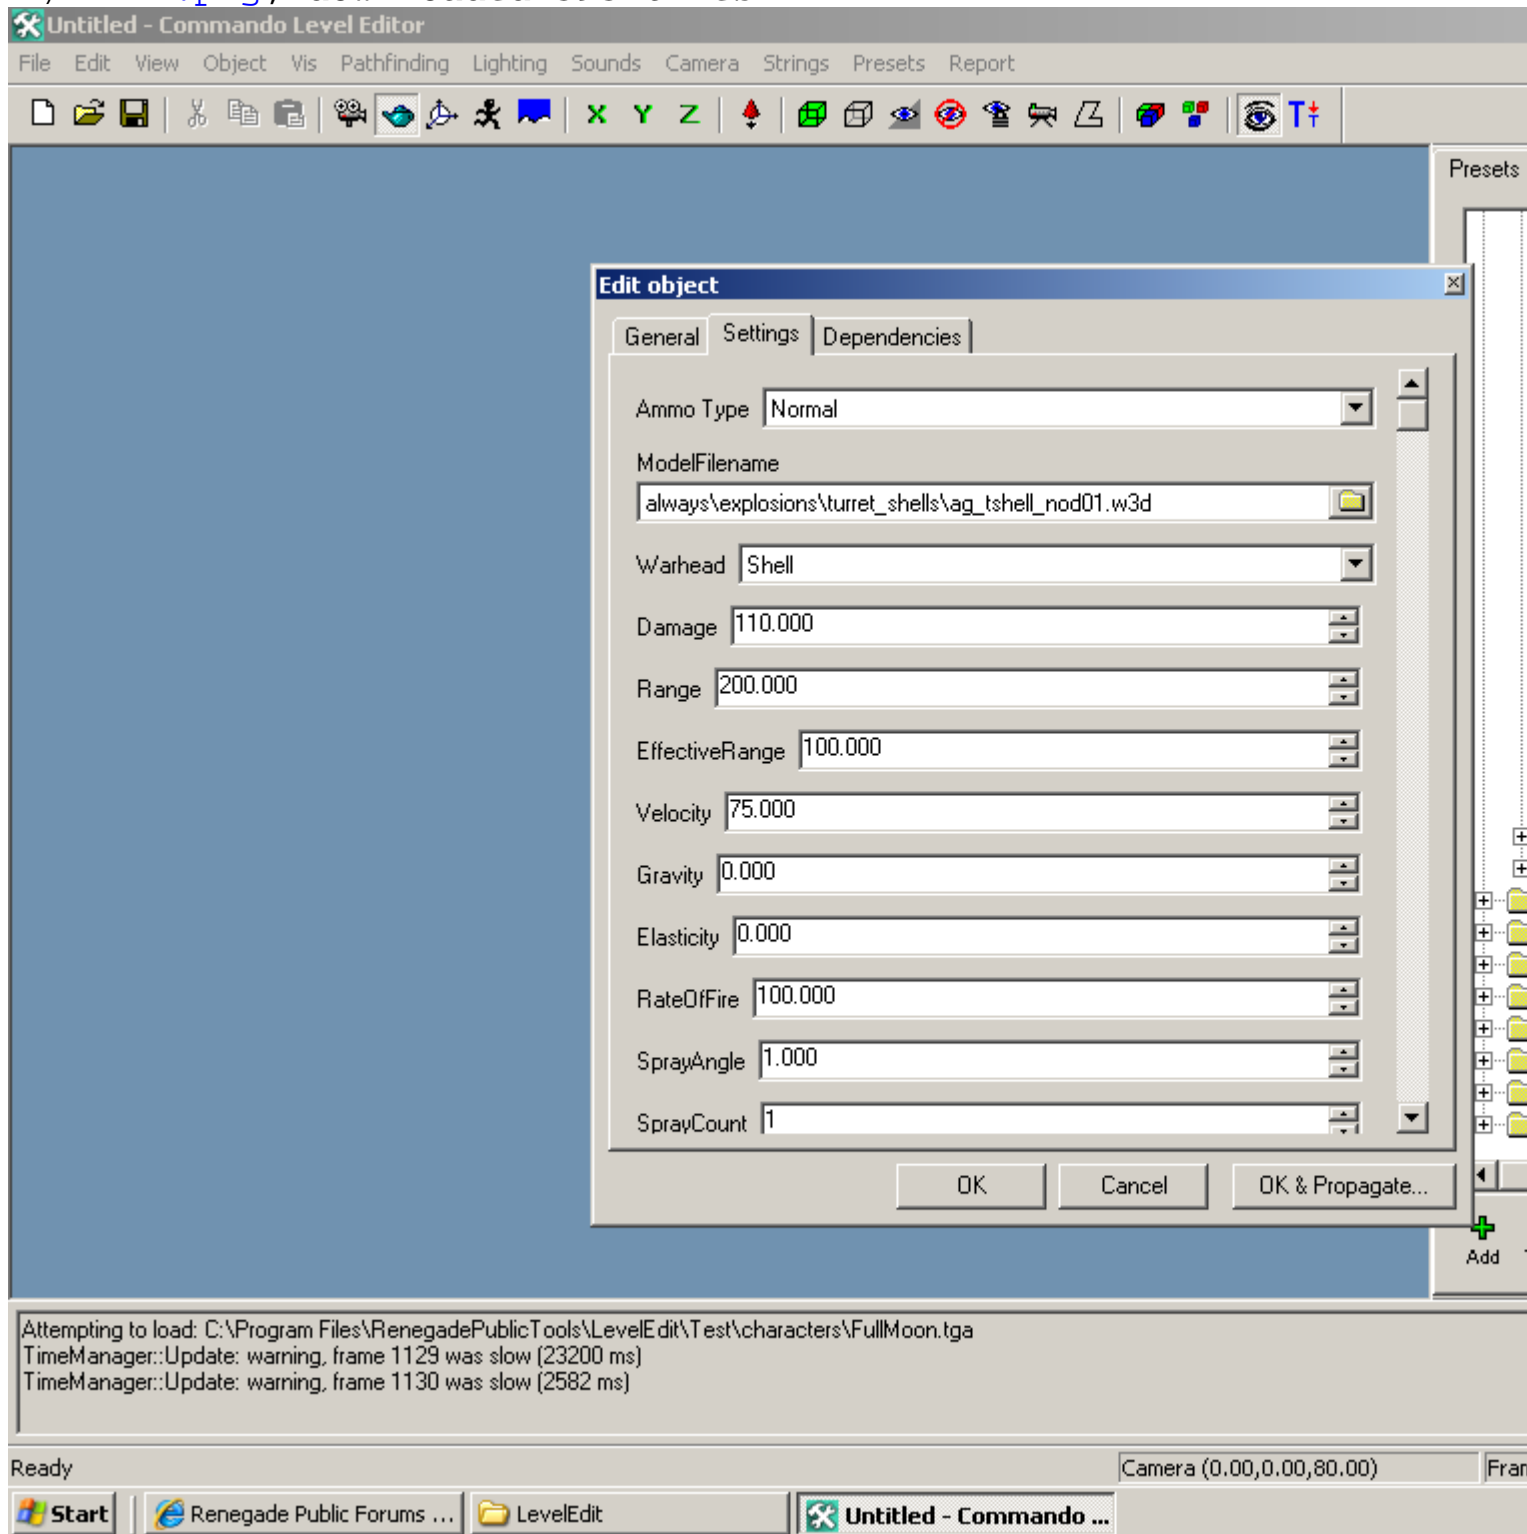 Untitled - Commando Level Editor
File Edit View Object Vis Pathfinding Lighting Sounds Camera Strings Presets Report
X Y Z T
Presets
Edit object
General Settings Dependencies
Ammo Type Normal
ModelFilename
always\explosions\turret_shells\ag_tshell_nod01.w3d
Warhead Shell
Damage 110.000
Range 200.000
EffectiveRange 100.000
Velocity 75.000
Gravity 0.000
Elasticity 0.000
RateOfFire 100.000
SprayAngle 1.000
SprayCount 1
OK Cancel OK & Propagate...
Add
Attempting to load: C:\Program Files\RenegadePublicTools\LevelEdit\Test\characters\FullMoon.tga
TimeManager::Update: warning, frame 1129 was slow (23200 ms)
TimeManager::Update: warning, frame 1130 was slow (2582 ms)
Ready Camera (0.00,0.00,80.00) Fran
Start Renegade Public Forums ... LevelEdit Untitled - Commando ...